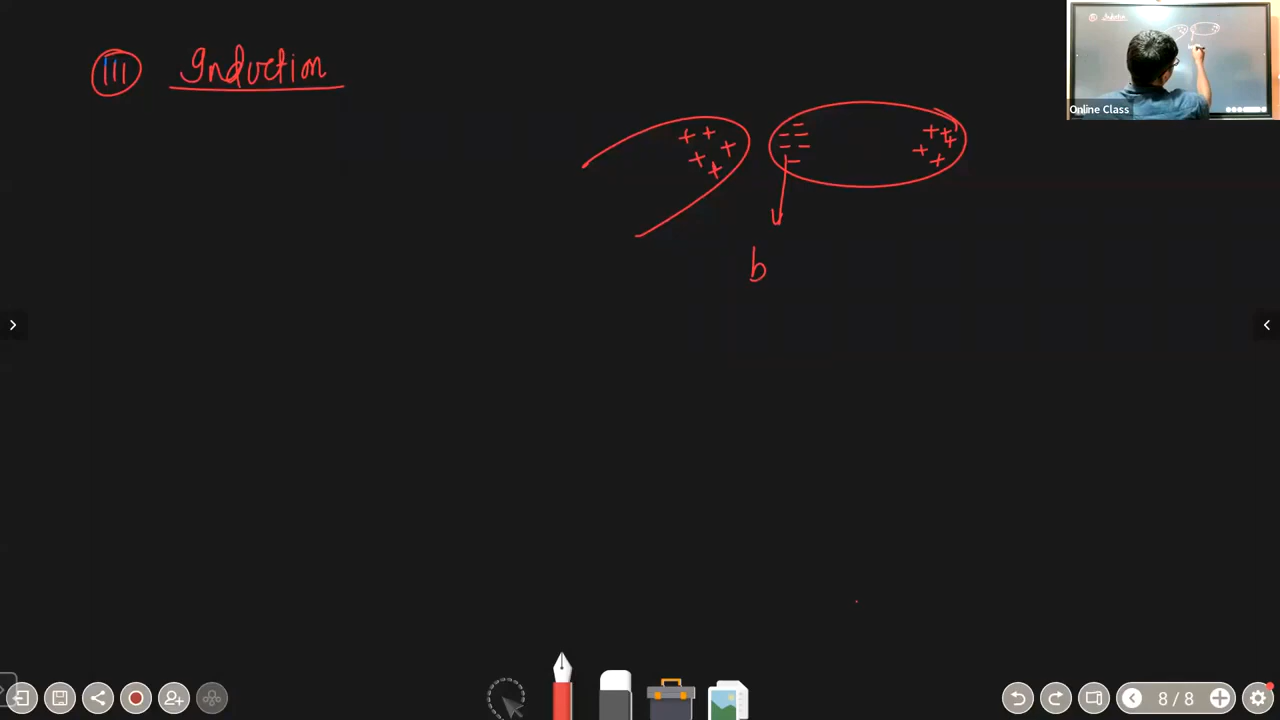 III Induction
+ + + + +
− − − − −
+ + + + +
b
Online Class
8 / 8